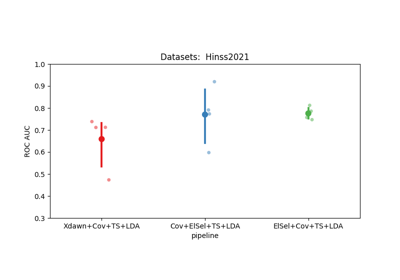 Datasets:  Hinss2021
1.0
0.9
0.8
0.7
0.6
0.5
0.4
0.3
ROC AUC
Xdawn+Cov+TS+LDA
Cov+ElSel+TS+LDA
ElSel+Cov+TS+LDA
pipeline